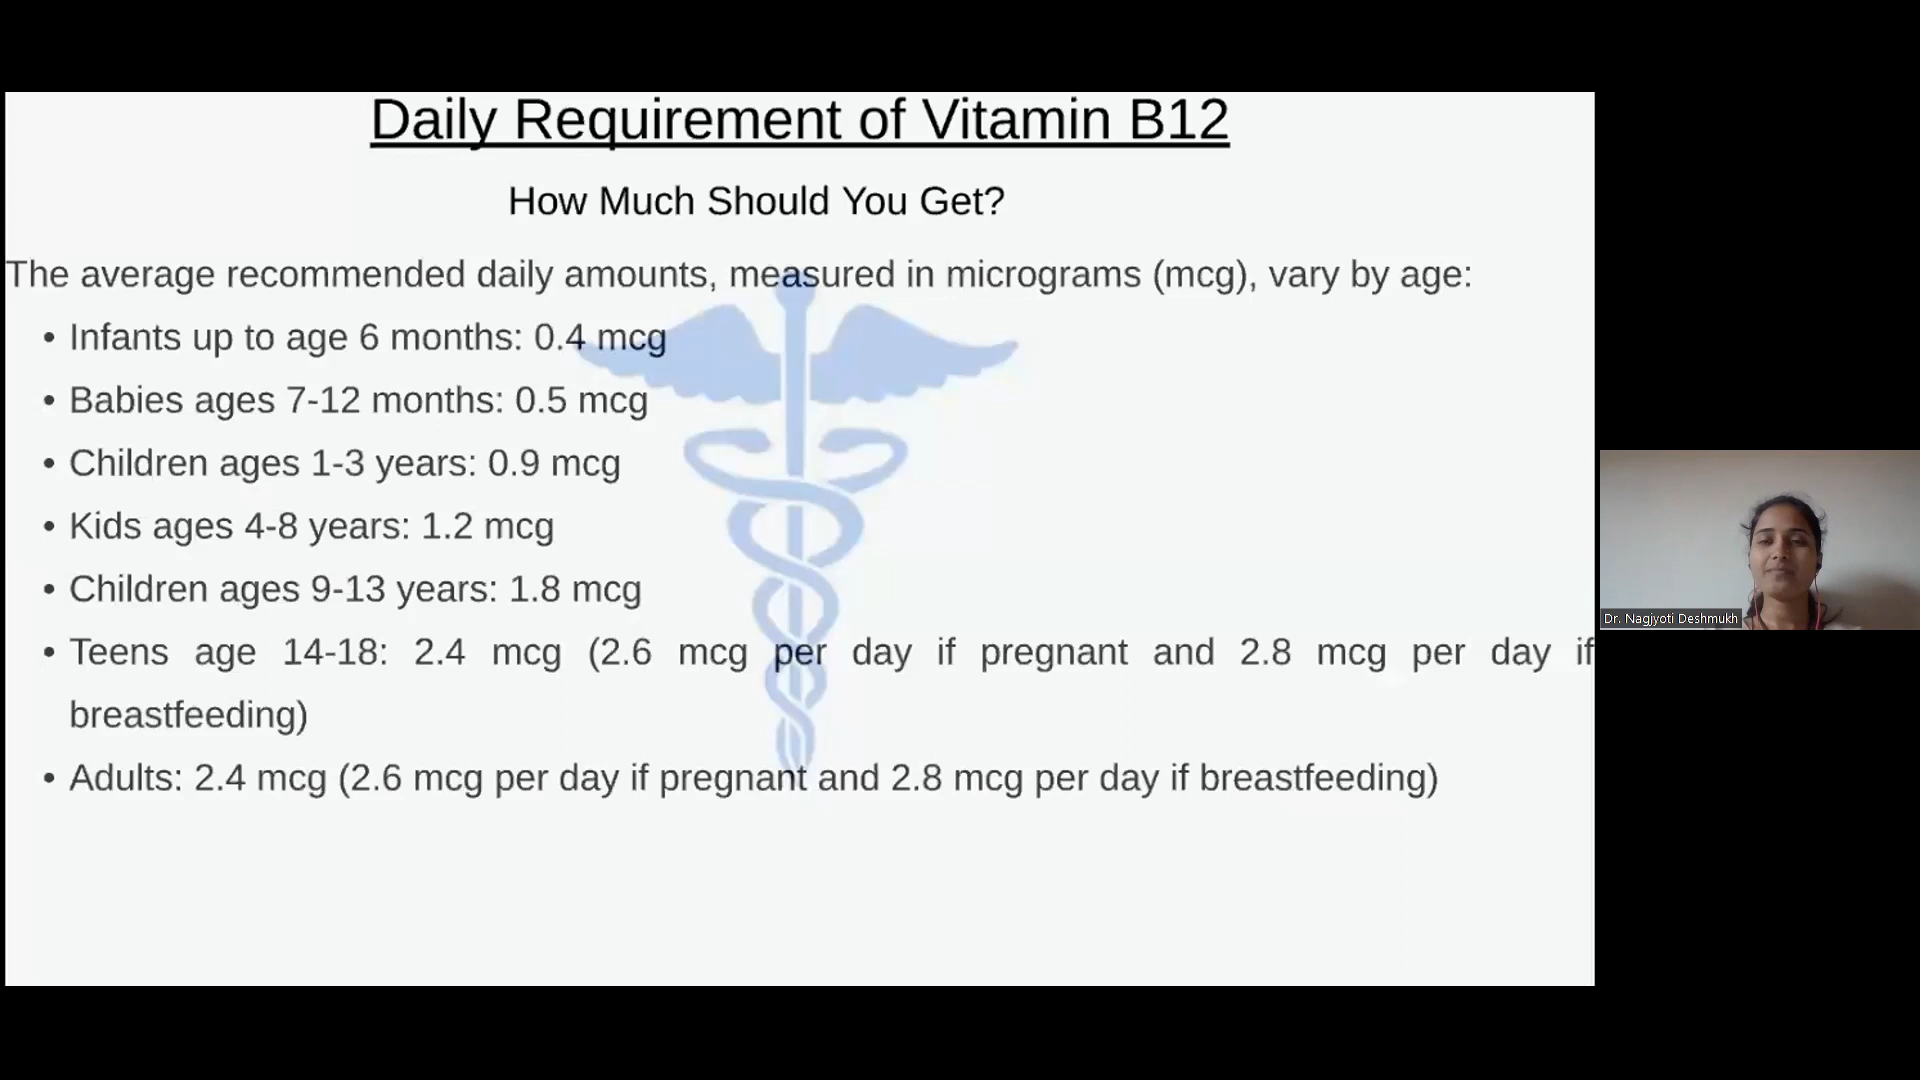 Daily Requirement of Vitamin B12
How Much Should You Get?
The average recommended daily amounts, measured in micrograms (mcg), vary by age:
• Infants up to age 6 months: 0.4 mcg
• Babies ages 7-12 months: 0.5 mcg
• Children ages 1-3 years: 0.9 mcg
• Kids ages 4-8 years: 1.2 mcg
• Children ages 9-13 years: 1.8 mcg
• Teens age 14-18: 2.4 mcg (2.6 mcg per day if pregnant and 2.8 mcg per day if
breastfeeding)
• Adults: 2.4 mcg (2.6 mcg per day if pregnant and 2.8 mcg per day if breastfeeding)
Dr. Nagjyoti Deshmukh